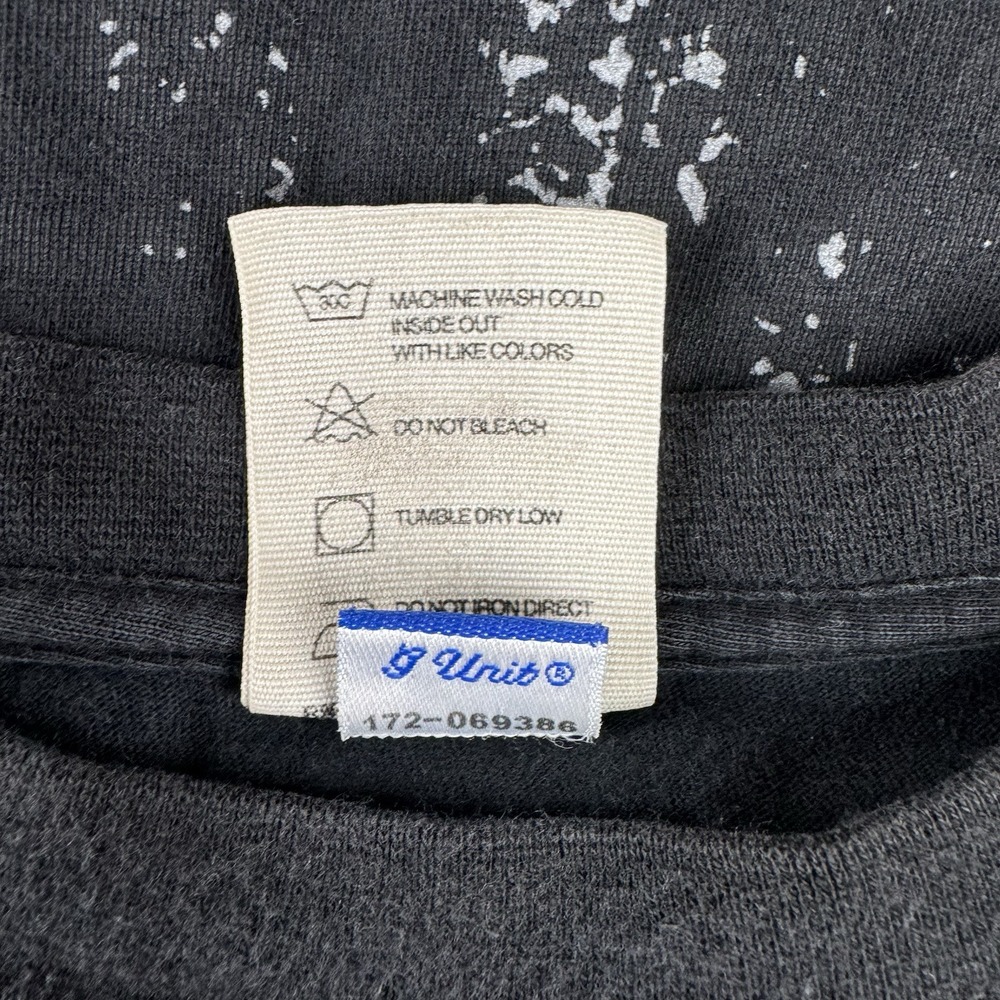 30C
MACHINE WASH COLD
INSIDE OUT
WITH LIKE COLORS
DO NOT BLEACH
TUMBLE DRY LOW
DO NOT IRON DIRECT
g Unit®
172-069386